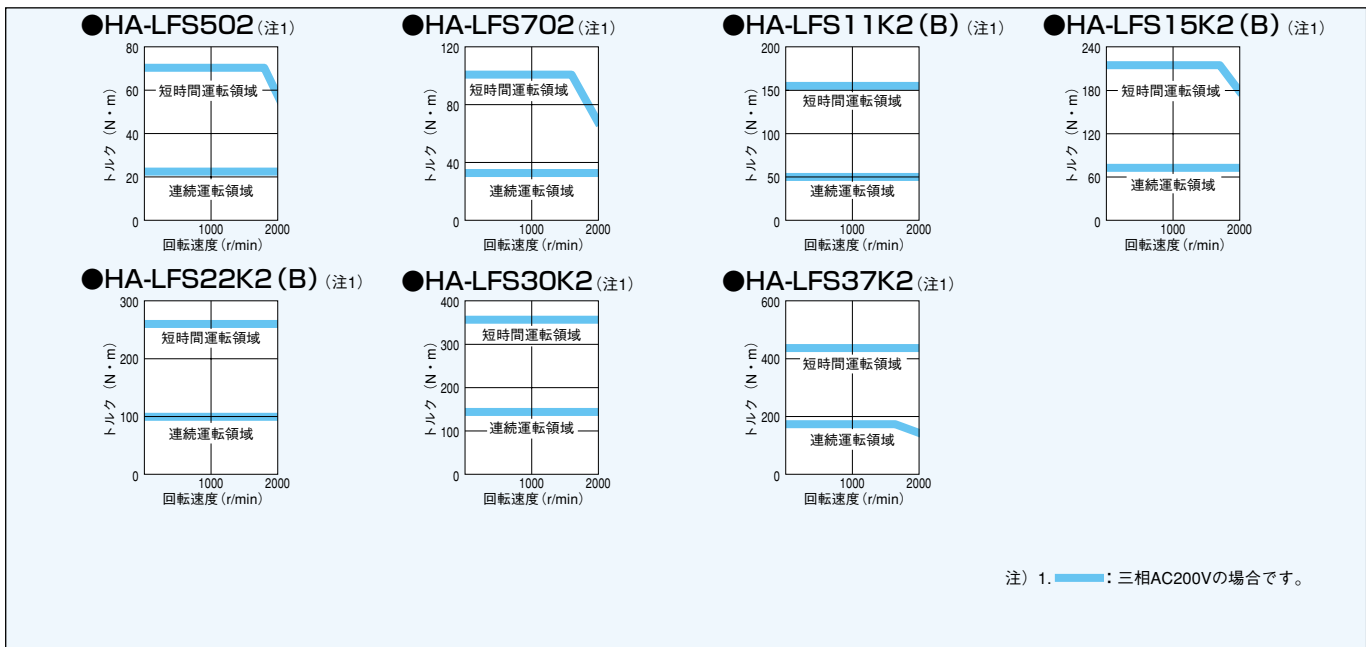 ●HA-LFS502(注1)
80
60
40
20
0
トルク（N・m）
短時間運転領域
連続運転領域
1000
2000
回転速度(r/min)
●HA-LFS702(注1)
120
80
40
0
トルク（N・m）
短時間運転領域
連続運転領域
1000
2000
回転速度(r/min)
●HA-LFS11K2(B)(注1)
200
150
100
50
0
トルク（N・m）
短時間運転領域
連続運転領域
1000
2000
回転速度(r/min)
●HA-LFS15K2(B)(注1)
240
180
120
60
0
トルク（N・m）
短時間運転領域
連続運転領域
1000
2000
回転速度(r/min)
●HA-LFS22K2(B)(注1)
300
200
100
0
トルク（N・m）
短時間運転領域
連続運転領域
1000
2000
回転速度(r/min)
●HA-LFS30K2(注1)
400
300
200
100
0
トルク（N・m）
短時間運転領域
連続運転領域
1000
2000
回転速度(r/min)
●HA-LFS37K2(注1)
600
400
200
0
トルク（N・m）
短時間運転領域
連続運転領域
1000
2000
回転速度(r/min)
注）1. ：三相AC200Vの場合です。